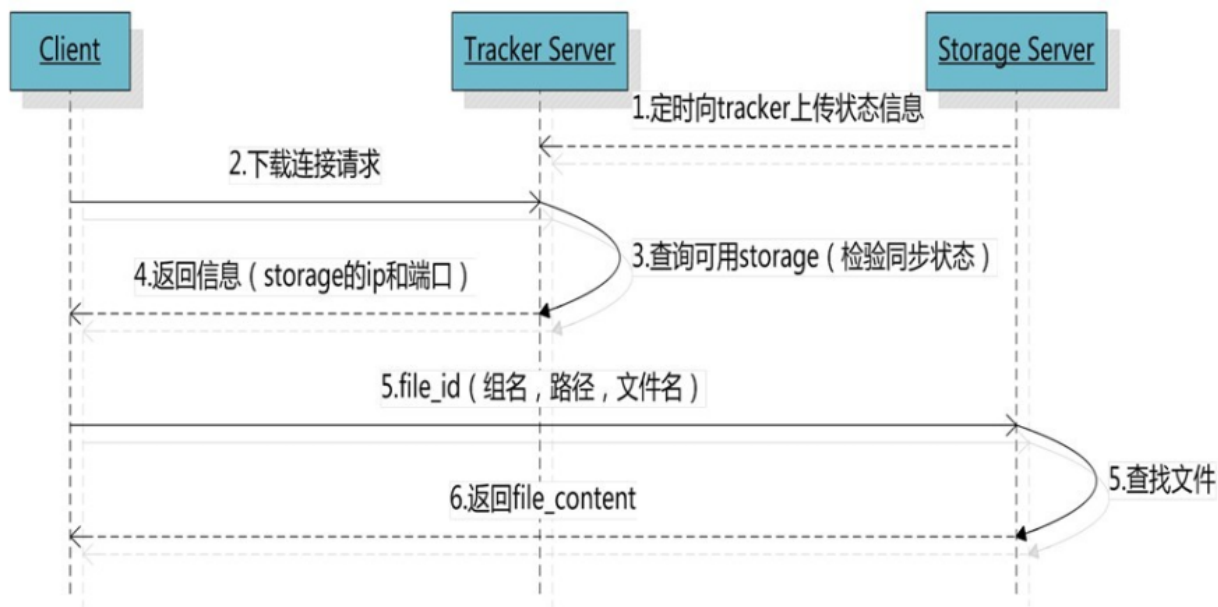 Client
Tracker Server
Storage Server
1.定时向tracker上传状态信息
2.下载连接请求
3.查询可用storage（检验同步状态）
4.返回信息（storage的ip和端口）
5.file_id（组名，路径，文件名）
5.查找文件
6.返回file_content